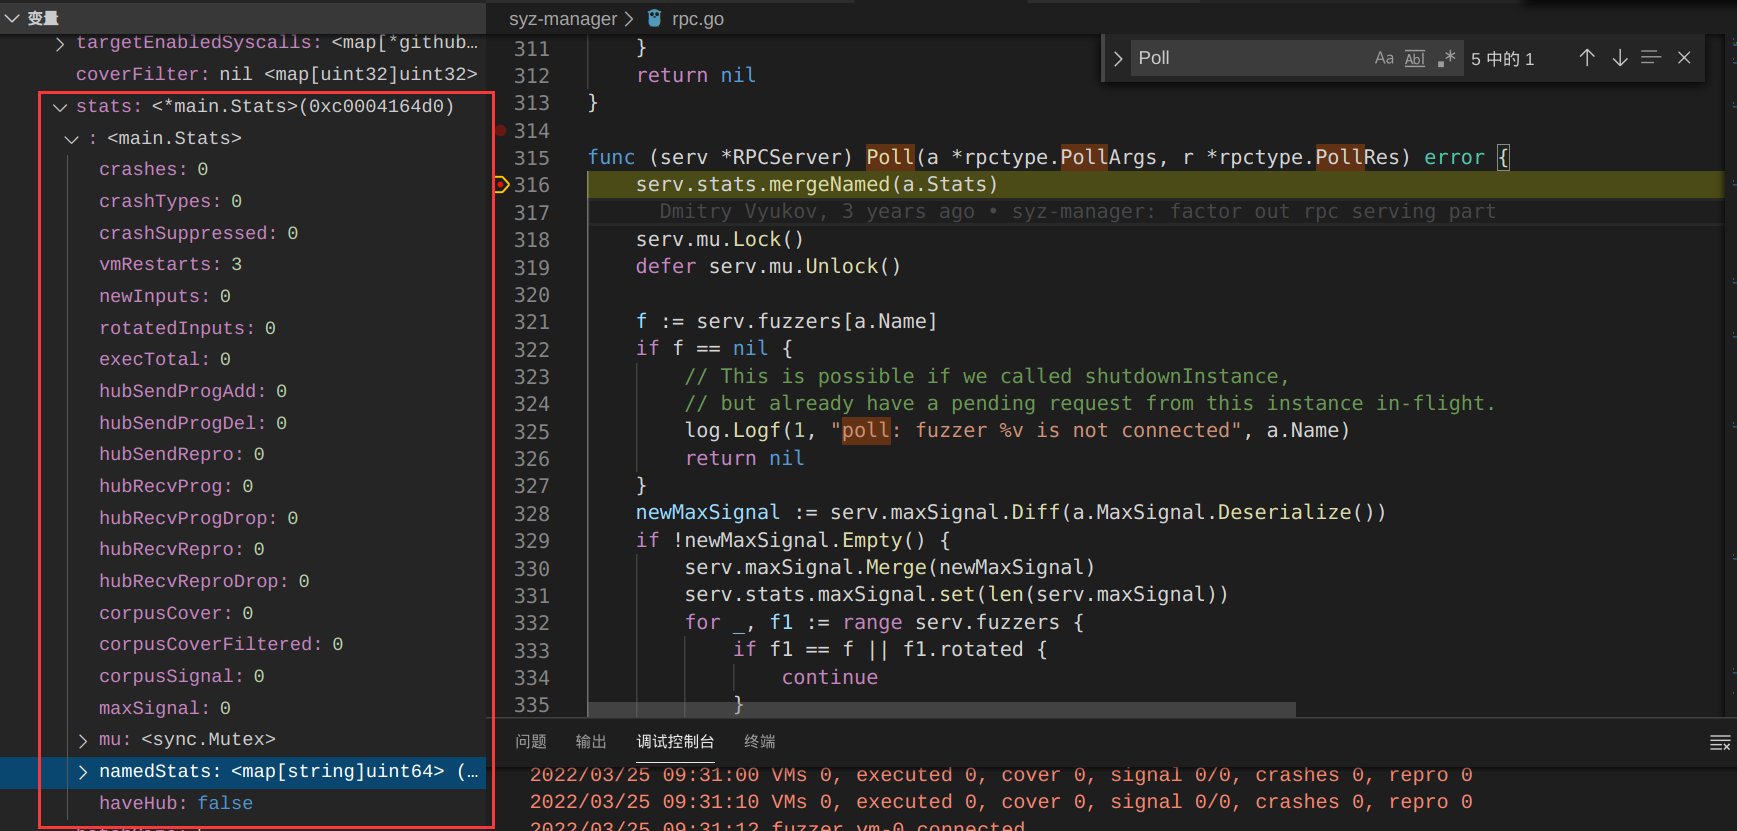 变量
targetEnabledSyscalls: <map[*github…
coverFilter: nil <map[uint32]uint32>
stats: <*main.Stats>(0xc0004164d0)
: <main.Stats>
crashes: 0
crashTypes: 0
crashSuppressed: 0
vmRestarts: 3
newInputs: 0
rotatedInputs: 0
execTotal: 0
hubSendProgAdd: 0
hubSendProgDel: 0
hubSendRepro: 0
hubRecvProg: 0
hubRecvProgDrop: 0
hubRecvRepro: 0
hubRecvReproDrop: 0
corpusCover: 0
corpusCoverFiltered: 0
corpusSignal: 0
maxSignal: 0
mu: <sync.Mutex>
namedStats: <map[string]uint64> (…
haveHub: false
syz-manager > rpc.go
Poll Aa Abl .* 5 中的 1
311 }
312 return nil
313 }
314
315 func (serv *RPCServer) Poll(a *rpctype.PollArgs, r *rpctype.PollRes) error {
316 serv.stats.mergeNamed(a.Stats)
317 Dmitry Vyukov, 3 years ago • syz-manager: factor out rpc serving part
318 serv.mu.Lock()
319 defer serv.mu.Unlock()
320
321 f := serv.fuzzers[a.Name]
322 if f == nil {
323 // This is possible if we called shutdownInstance,
324 // but already have a pending request from this instance in-flight.
325 log.Logf(1, "poll: fuzzer %v is not connected", a.Name)
326 return nil
327 }
328 newMaxSignal := serv.maxSignal.Diff(a.MaxSignal.Deserialize())
329 if !newMaxSignal.Empty() {
330 serv.maxSignal.Merge(newMaxSignal)
331 serv.stats.maxSignal.set(len(serv.maxSignal))
332 for _, f1 := range serv.fuzzers {
333 if f1 == f || f1.rotated {
334 continue
335 }
问题 输出 调试控制台 终端
2022/03/25 09:31:00 VMs 0, executed 0, cover 0, signal 0/0, crashes 0, repro 0
2022/03/25 09:31:10 VMs 0, executed 0, cover 0, signal 0/0, crashes 0, repro 0
2022/03/25 09:31:12 fuzzer vm-0 connected